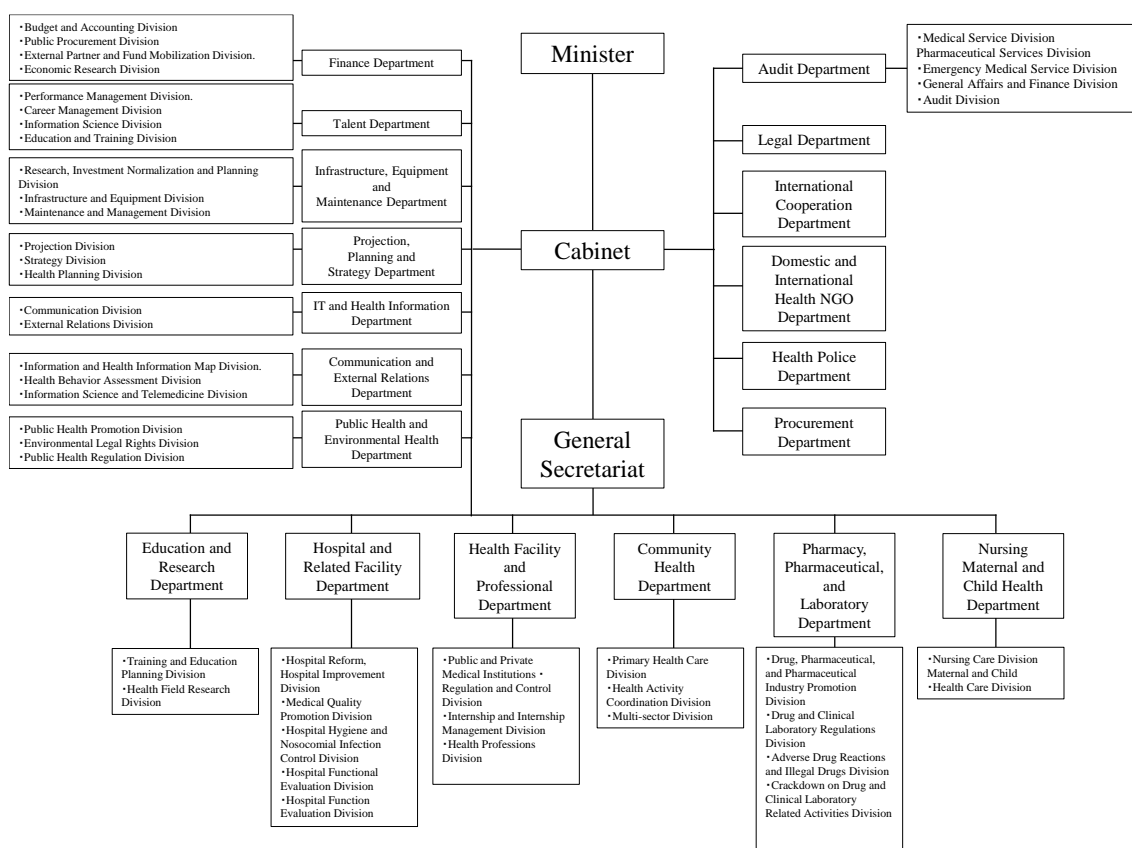 ・Budget and Accounting Division
・Public Procurement Division
・External Partner and Fund Mobilization Division.
・Economic Research Division
Finance Department
・Performance Management Division.
・Career Management Division
・Information Science Division
・Education and Training Division
Talent Department
・Research, Investment Normalization and Planning
Division
・Infrastructure and Equipment Division
・Maintenance and Management Division
Infrastructure, Equipment
and
Maintenance Department
・Projection Division
・Strategy Division
・Health Planning Division
Projection,
Planning and
Strategy Department
・Communication Division
・External Relations Division
IT and Health Information
Department
・Information and Health Information Map Division.
・Health Behavior Assessment Division
・Information Science and Telemedicine Division
Communication and
External Relations
Department
・Public Health Promotion Division
・Environmental Legal Rights Division
・Public Health Regulation Division
Public Health and
Environmental Health
Department
Minister
Cabinet
General
Secretariat
Audit Department
・Medical Service Division
Pharmaceutical Services Division
・Emergency Medical Service Division
・General Affairs and Finance Division
・Audit Division
Legal Department
International
Cooperation
Department
Domestic and
International
Health NGO
Department
Health Police
Department
Procurement
Department
Education and
Research
Department
・Training and Education
Planning Division
・Health Field Research
Division
Hospital and
Related Facility
Department
・Hospital Reform,
Hospital Improvement
Division
・Medical Quality
Promotion Division
・Hospital Hygiene and
Nosocomial Infection
Control Division
・Hospital Functional
Evaluation Division
・Hospital Function
Evaluation Division
Health Facility
and
Professional
Department
・Public and Private
Medical Institutions・
Regulation and Control
Division
・Internship and Internship
Management Division
・Health Professions
Division
Community
Health
Department
・Primary Health Care
Division
・Health Activity
Coordination Division
・Multi-sector Division
Pharmacy,
Pharmaceutical,
and
Laboratory
Department
・Drug, Pharmaceutical,
and Pharmaceutical
Industry Promotion
Division
・Drug and Clinical
Laboratory Regulations
Division
・Adverse Drug Reactions
and Illegal Drugs Division
・Crackdown on Drug and
Clinical Laboratory
Related Activities Division
Nursing
Maternal and
Child Health
Department
・Nursing Care Division
Maternal and Child
・Health Care Division